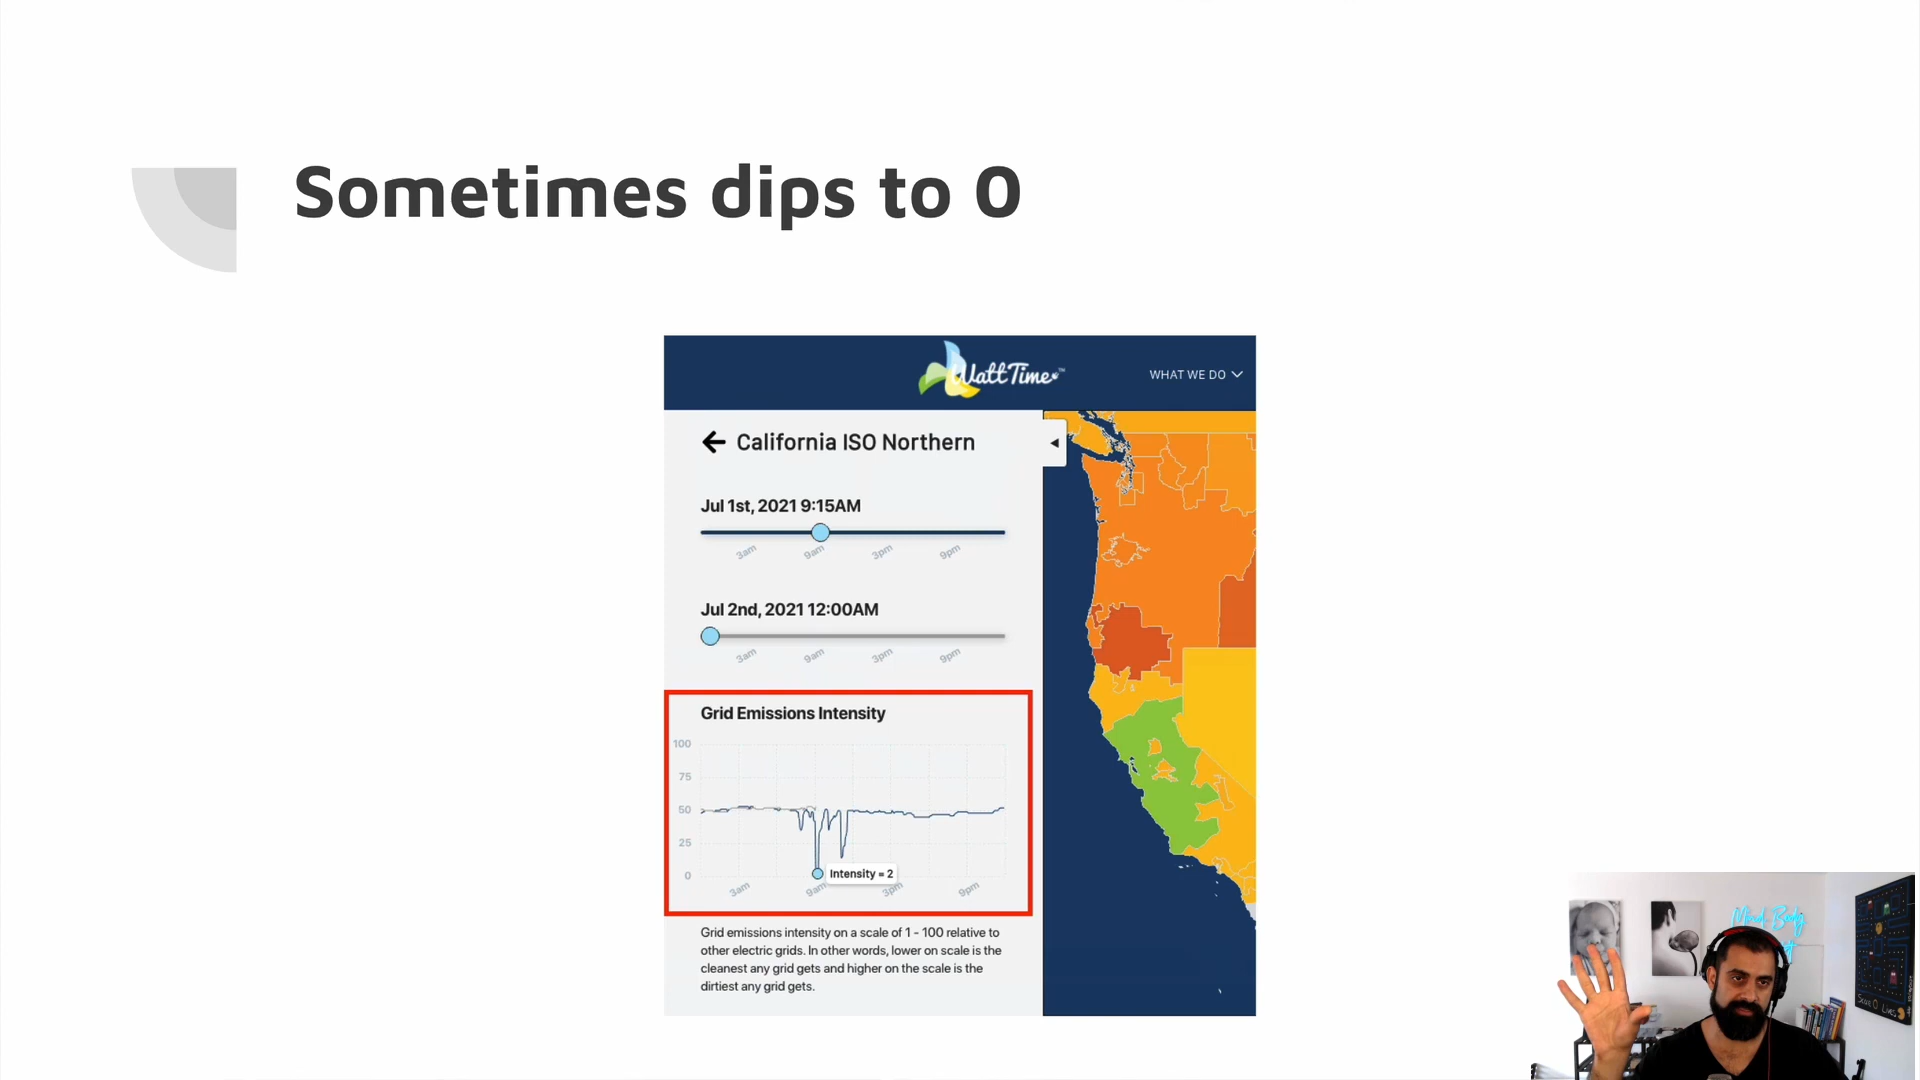 Sometimes dips to 0
WattTime™
WHAT WE DO
California ISO Northern
Jul 1st, 2021 9:15AM
3am 9am 3pm 9pm
Jul 2nd, 2021 12:00AM
3am 9am 3pm 9pm
Grid Emissions Intensity
100
75
50
25
0
Intensity = 2
3am 9am 3pm 9pm
Grid emissions intensity on a scale of 1 - 100 relative to
other electric grids. In other words, lower on scale is the
cleanest any grid gets and higher on the scale is the
dirtiest any grid gets.
Mind Body